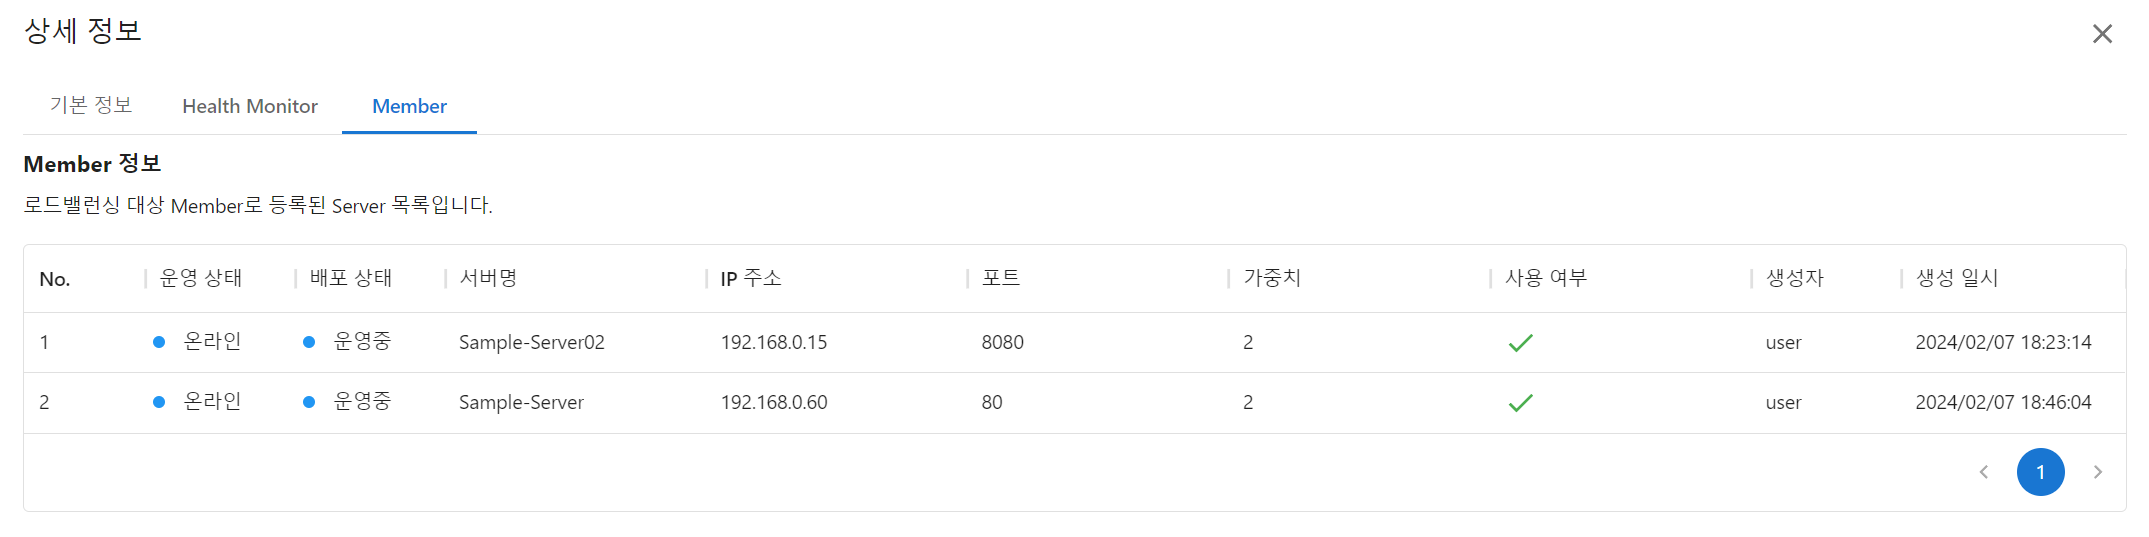 상세 정보
기본 정보 Health Monitor Member
Member 정보
로드밸런싱 대상 Member로 등록된 Server 목록입니다.
No. 운영 상태 배포 상태 서버명 IP 주소 포트 가중치 사용 여부 생성자 생성 일시
1 온라인 운영중 Sample-Server02 192.168.0.15 8080 2 user 2024/02/07 18:23:14
2 온라인 운영중 Sample-Server 192.168.0.60 80 2 user 2024/02/07 18:46:04
1